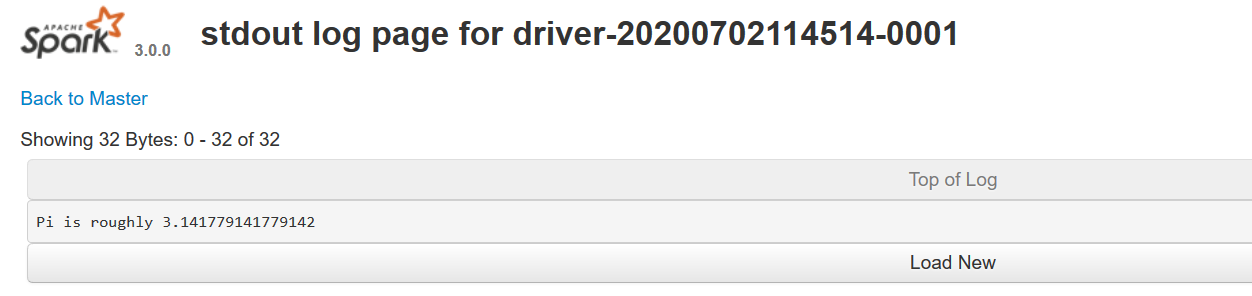 APACHE
Spark 3.0.0 stdout log page for driver-20200702114514-0001
Back to Master
Showing 32 Bytes: 0 - 32 of 32
Top of Log
Pi is roughly 3.141779141779142
Load New